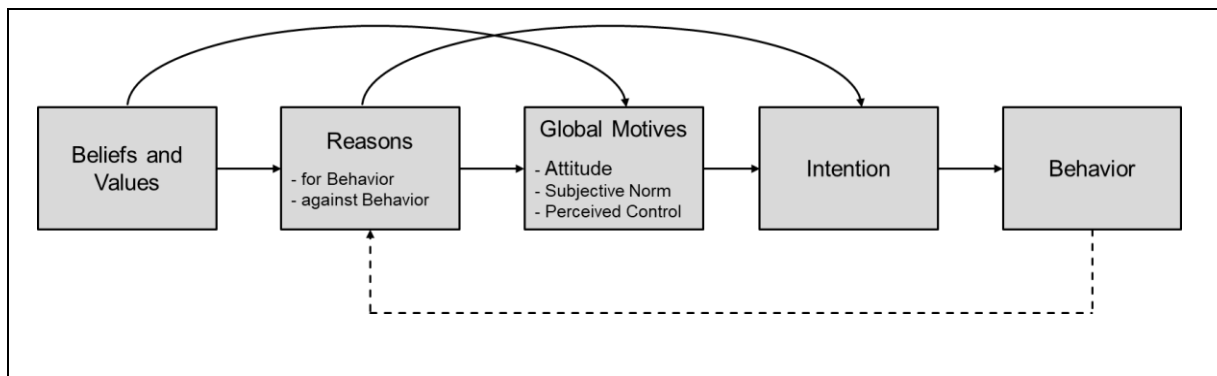 Beliefs and
Values
Reasons
- for Behavior
- against Behavior
Global Motives
- Attitude
- Subjective Norm
- Perceived Control
Intention
Behavior